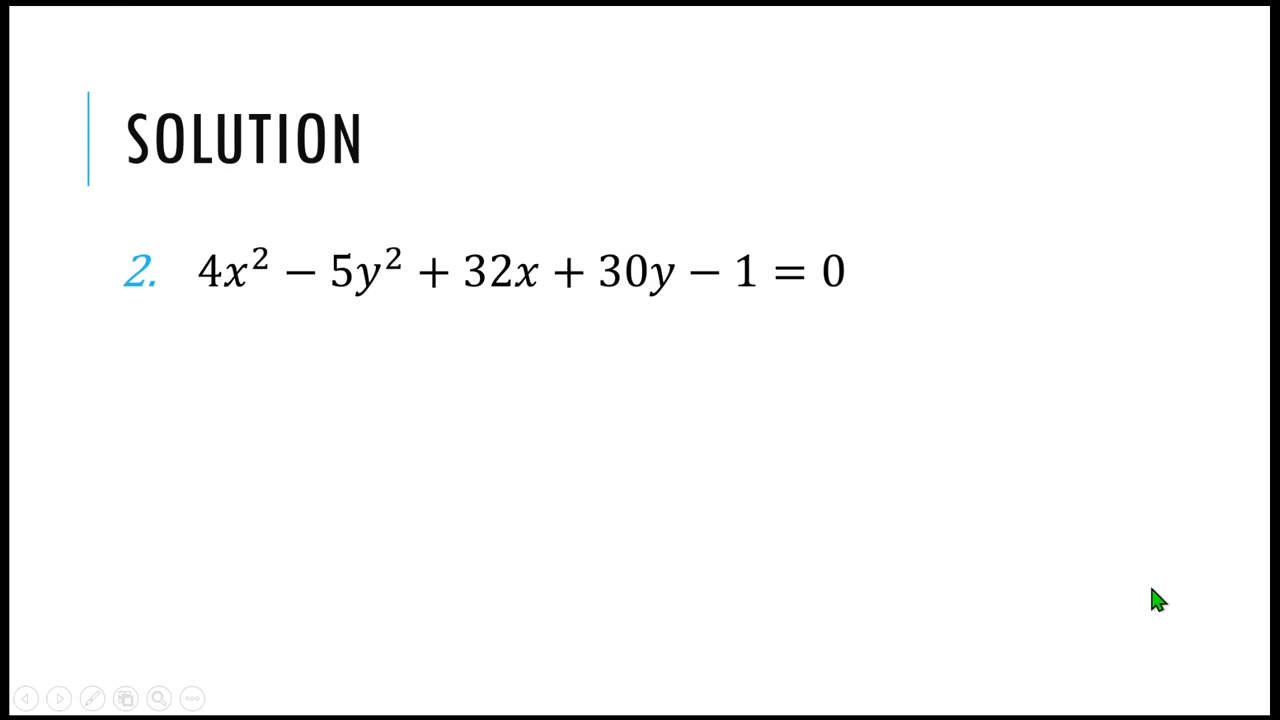 SOLUTION
2. 4x² − 5y² + 32x + 30y − 1 = 0